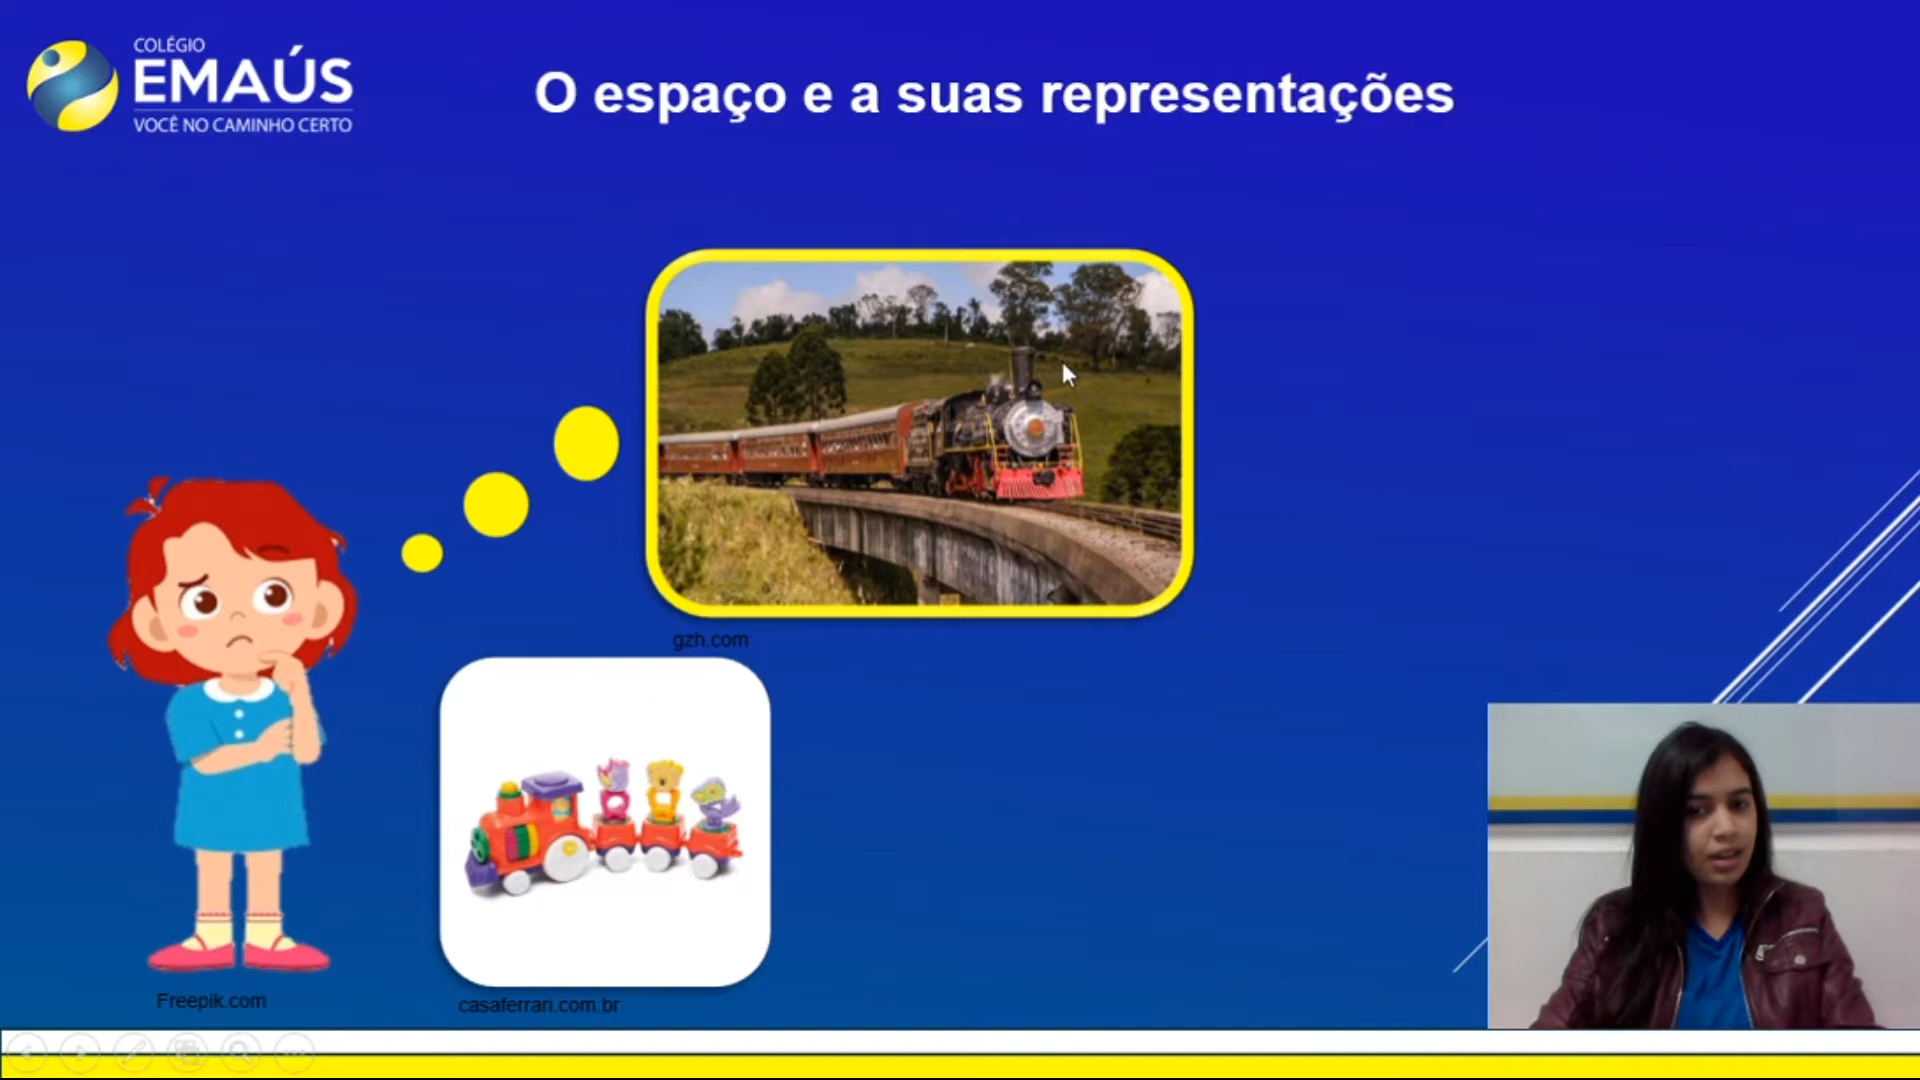 COLÉGIO
EMAÚS
VOCÊ NO CAMINHO CERTO
O espaço e a suas representações
gzh.com
Freepik.com
casaferrari.com.br